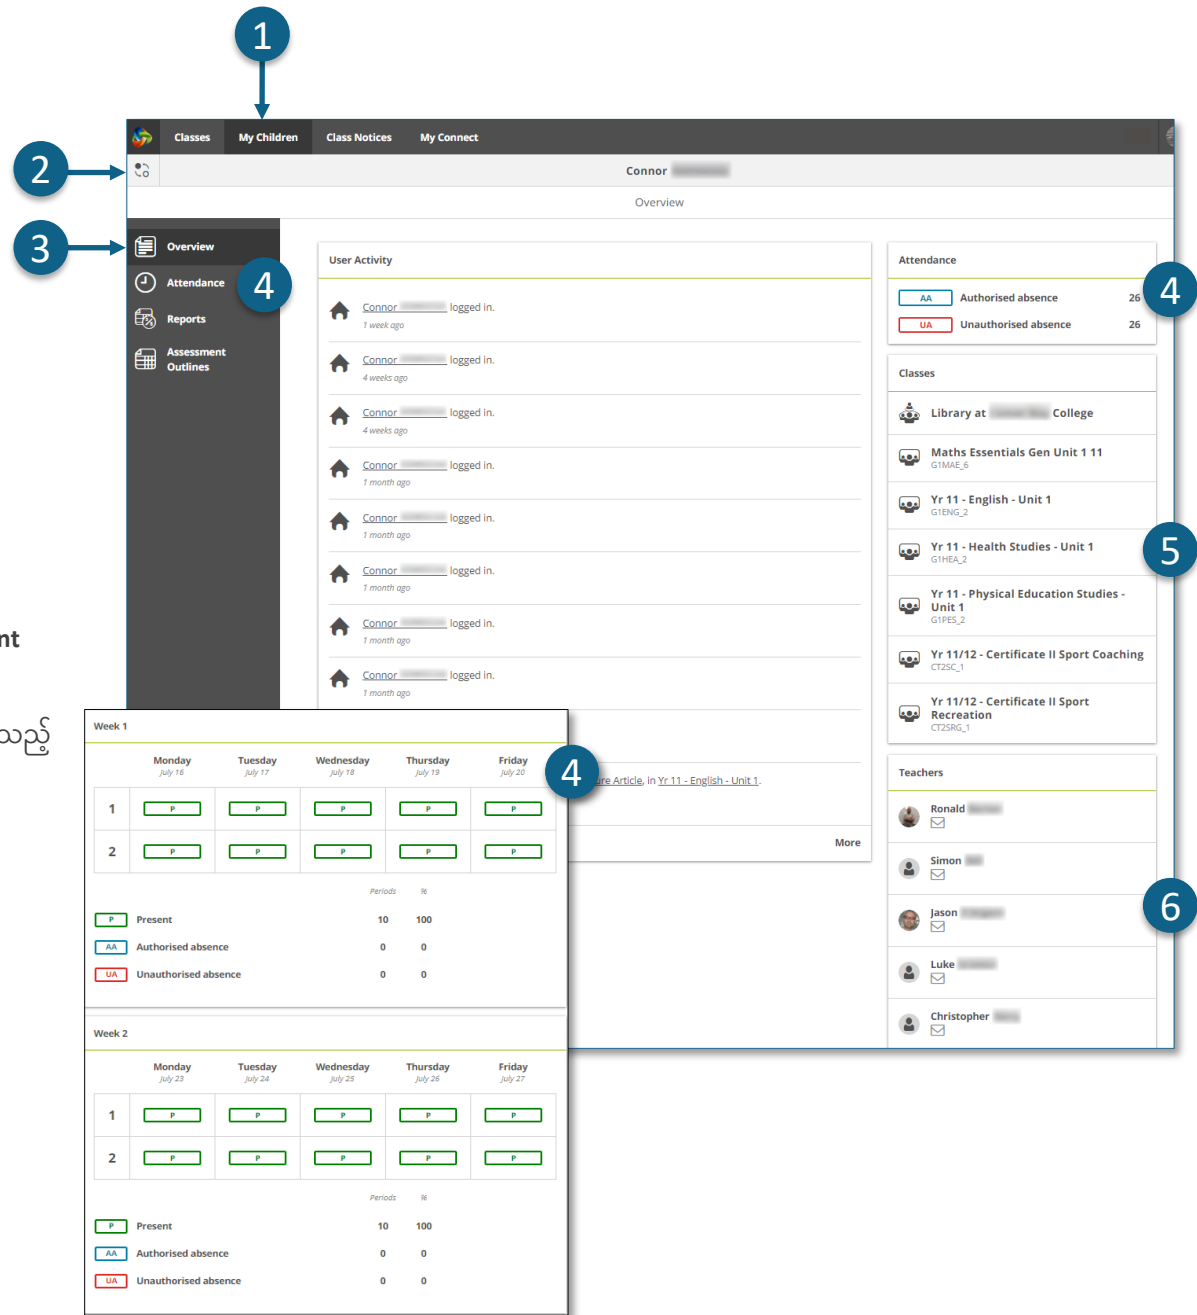 1
Classes My Children Class Notices My Connect
2
Connor
Overview
3
Overview
Attendance
4
Reports
Assessment
Outlines
User Activity
Connor logged in.
1 week ago
Connor logged in.
4 weeks ago
Connor logged in.
4 weeks ago
Connor logged in.
1 month ago
Connor logged in.
1 month ago
Connor logged in.
1 month ago
Connor logged in.
1 month ago
Connor logged in.
1 month ago
ure Article, in Yr 11 - English - Unit 1.
More
Attendance
4
AA Authorised absence 26
UA Unauthorised absence 26
Classes
Library at College
Maths Essentials Gen Unit 1 11
G1MAE_6
Yr 11 - English - Unit 1
G1ENG_2
Yr 11 - Health Studies - Unit 1
G1HEA_2
5
Yr 11 - Physical Education Studies -
Unit 1
G1PES_2
Yr 11/12 - Certificate II Sport Coaching
CT2SC_1
Yr 11/12 - Certificate II Sport
Recreation
CT2SRG_1
Teachers
Ronald
Simon
Jason
6
Luke
Christopher
nt
သည့်
Week 1
Monday Tuesday Wednesday Thursday Friday
July 16 July 17 July 18 July 19 July 20
4
1 P P P P P
2 P P P P P
Periods %
P Present 10 100
AA Authorised absence 0 0
UA Unauthorised absence 0 0
Week 2
Monday Tuesday Wednesday Thursday Friday
July 23 July 24 July 25 July 26 July 27
1 P P P P P
2 P P P P P
Periods %
P Present 10 100
AA Authorised absence 0 0
UA Unauthorised absence 0 0